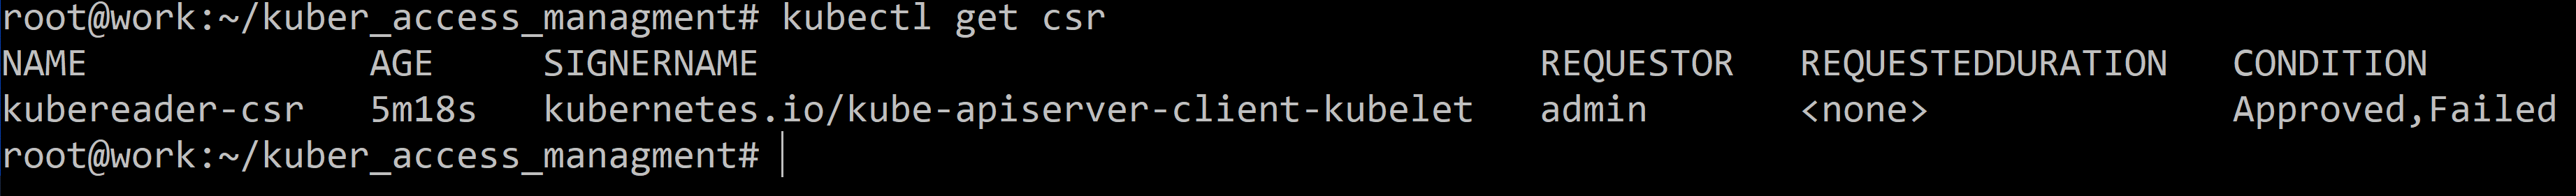 root@work:~/kuber_access_managment# kubectl get csr
NAME AGE SIGNERNAME REQUESTOR REQUESTEDDURATION CONDITION
kubereader-csr 5m18s kubernetes.io/kube-apiserver-client-kubelet admin <none> Approved,Failed
root@work:~/kuber_access_managment#